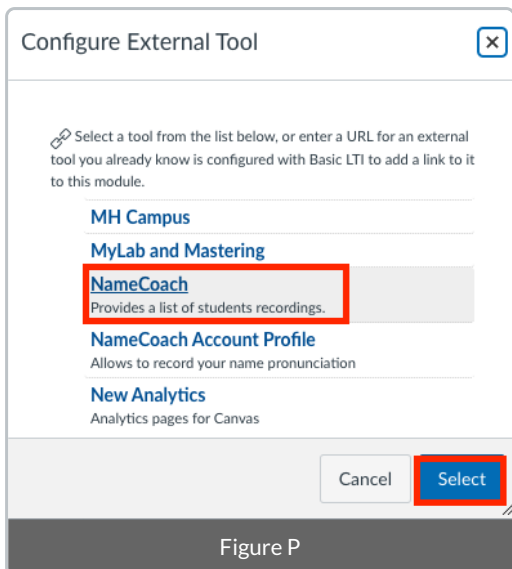 Configure External Tool
Select a tool from the list below, or enter a URL for an external
tool you already know is configured with Basic LTI to add a link to it
to this module.
MH Campus
MyLab and Mastering
NameCoach
Provides a list of students recordings.
NameCoach Account Profile
Allows to record your name pronunciation
New Analytics
Analytics pages for Canvas
Cancel Select
Figure P